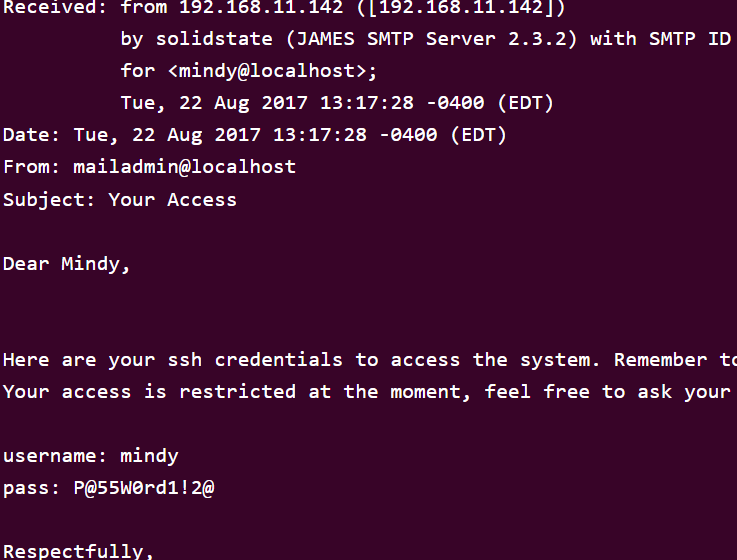 Received: from 192.168.11.142 ([192.168.11.142])
by solidstate (JAMES SMTP Server 2.3.2) with SMTP ID
for <mindy@localhost>;
Tue, 22 Aug 2017 13:17:28 -0400 (EDT)
Date: Tue, 22 Aug 2017 13:17:28 -0400 (EDT)
From: mailadmin@localhost
Subject: Your Access
Dear Mindy,
Here are your ssh credentials to access the system. Remember to
Your access is restricted at the moment, feel free to ask your
username: mindy
pass: P@55W0rd1!2@
Respectfully,